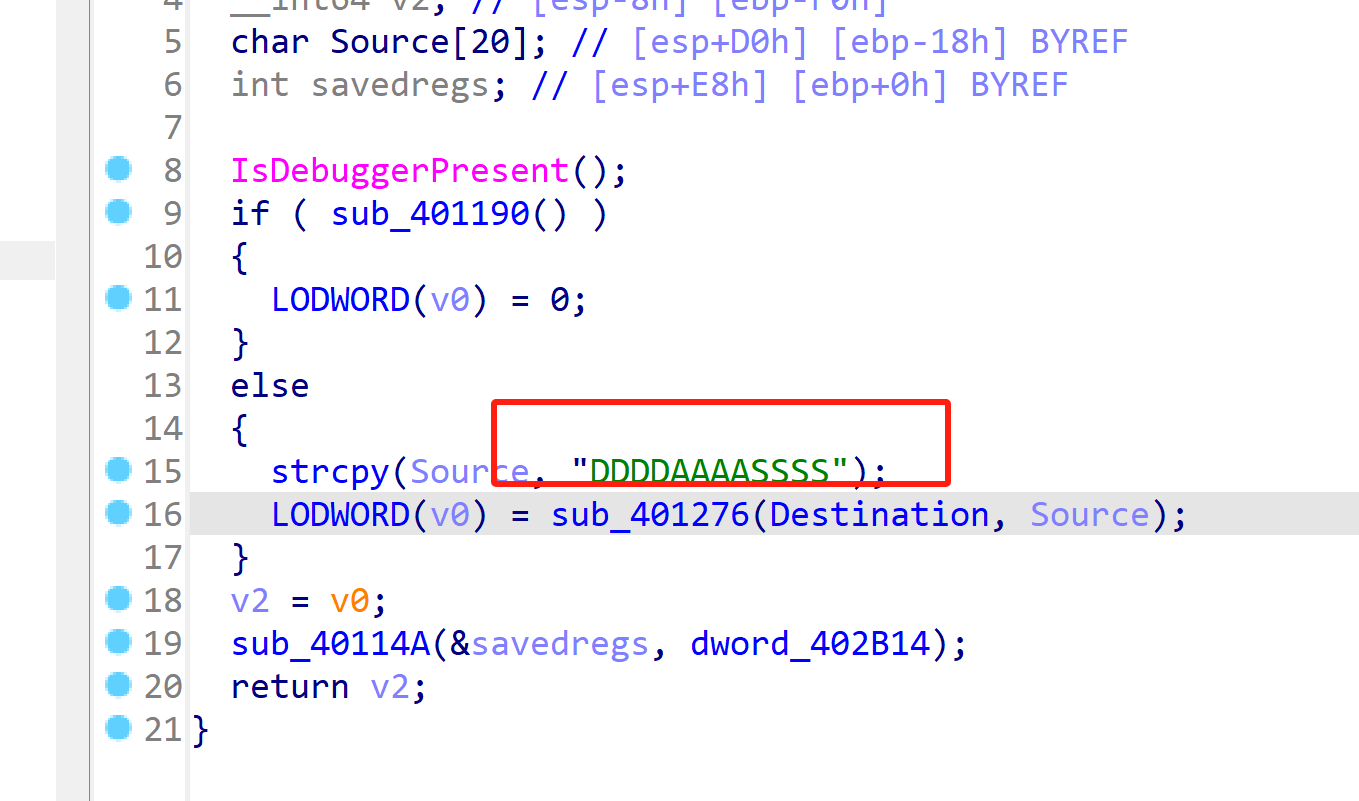 4 __int64 v2; // [esp-8h] [ebp-F0h]
5 char Source[20]; // [esp+D0h] [ebp-18h] BYREF
6 int savedregs; // [esp+E8h] [ebp+0h] BYREF
7
8 IsDebuggerPresent();
9 if ( sub_401190() )
10 {
11 LODWORD(v0) = 0;
12 }
13 else
14 {
15 strcpy(Source, "DDDDAAAASSSS");
16 LODWORD(v0) = sub_401276(Destination, Source);
17 }
18 v2 = v0;
19 sub_40114A(&savedregs, dword_402B14);
20 return v2;
21 }